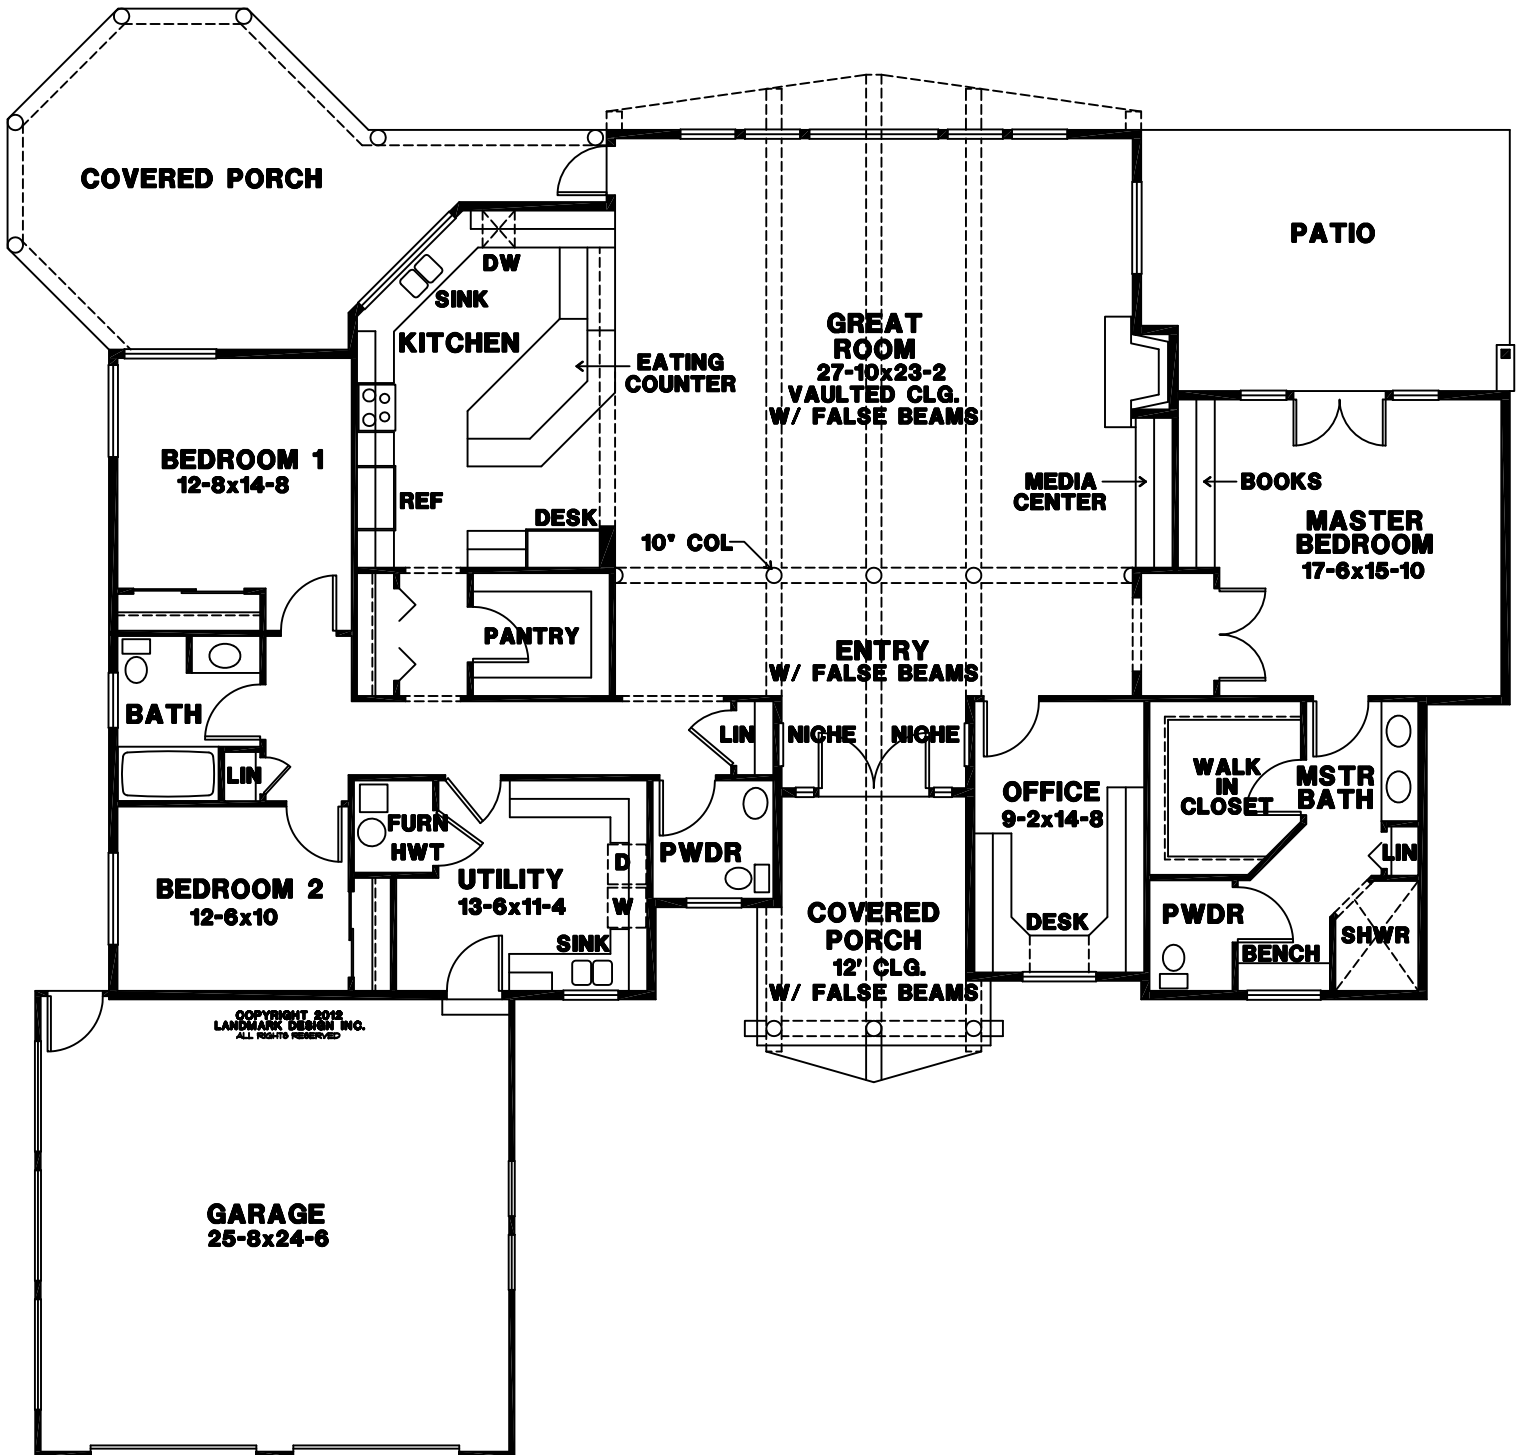 COVERED PORCH
PATIO
DW
SINK
KITCHEN
EATING
COUNTER
GREAT
ROOM
27-10x23-2
VAULTED CLG.
W/ FALSE BEAMS
BEDROOM 1
12-8x14-8
REF
DESK
MEDIA
CENTER
BOOKS
MASTER
BEDROOM
17-6x15-10
10" COL
PANTRY
ENTRY
W/ FALSE BEAMS
BATH
LIN
LIN
NICHE
NICHE
OFFICE
9-2x14-8
WALK
IN
CLOSET
MSTR
BATH
LIN
FURN
HWT
PWDR
D
W
UTILITY
13-6x11-4
SINK
BEDROOM 2
12-6x10
COVERED
PORCH
12' CLG.
W/ FALSE BEAMS
DESK
PWDR
BENCH
SHWR
COPYRIGHT 2012
LANDMARK DESIGN INC.
ALL RIGHTS RESERVED
GARAGE
25-8x24-6